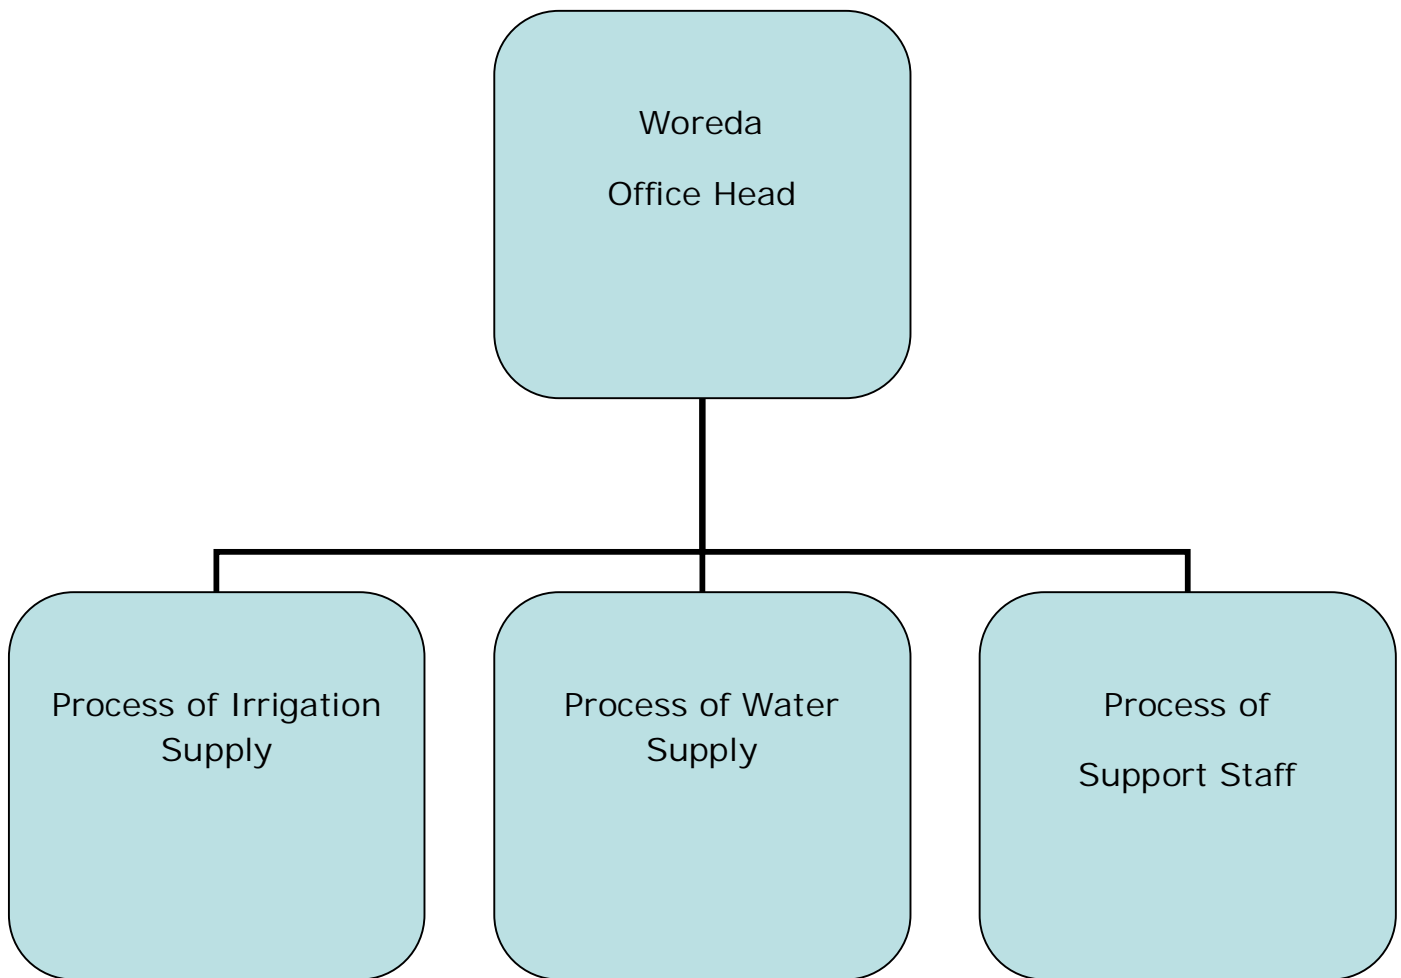 Woreda
Office Head
Process of Irrigation
Supply
Process of Water
Supply
Process of
Support Staff